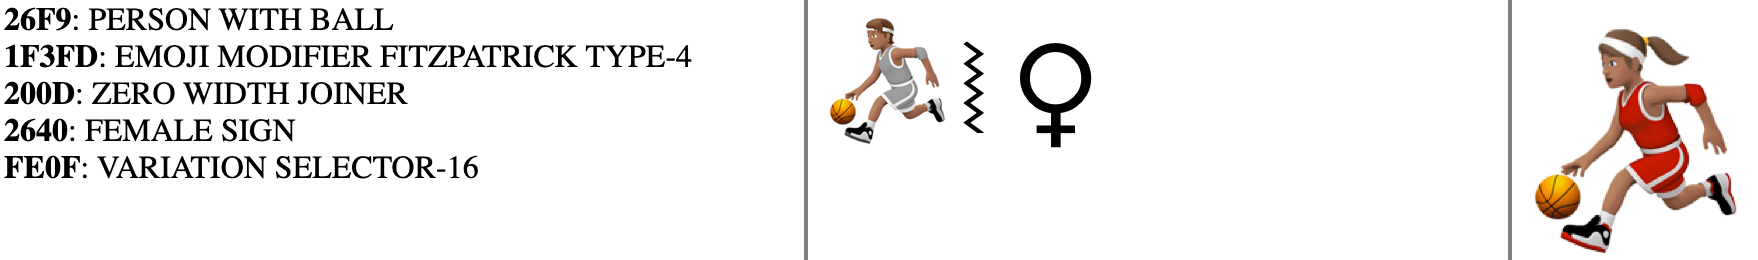 26F9: PERSON WITH BALL
1F3FD: EMOJI MODIFIER FITZPATRICK TYPE-4
200D: ZERO WIDTH JOINER
2640: FEMALE SIGN
FE0F: VARIATION SELECTOR-16